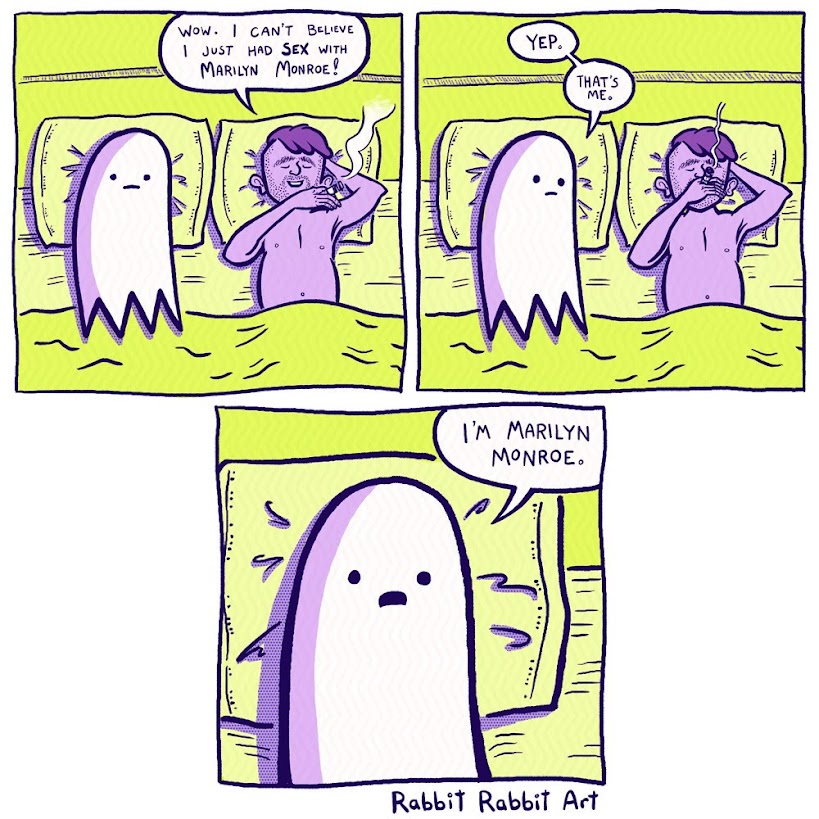 WOW. I CAN'T BELIEVE
I JUST HAD SEX WITH
MARILYN MONROE!
YEP.
THAT'S
ME.
I'M MARILYN
MONROE.
Rabbit Rabbit Art